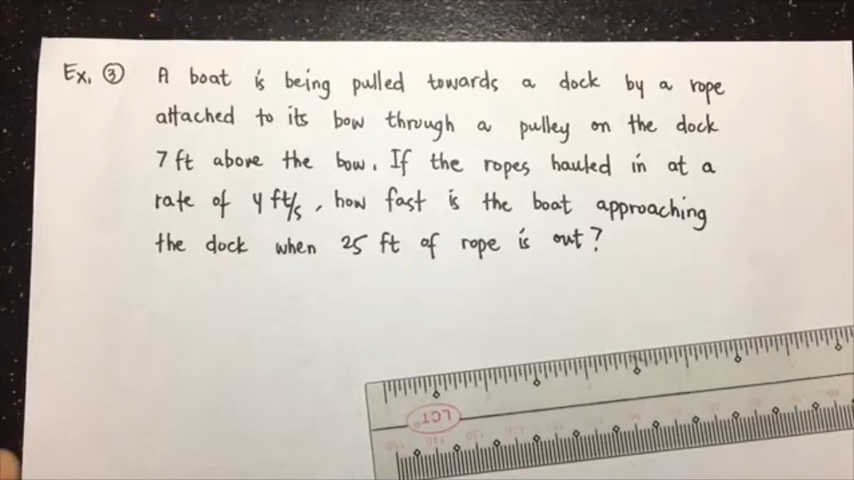 Ex. ③ A boat is being pulled towards a dock by a rope
attached to its bow through a pulley on the dock
7 ft above the bow. If the ropes hauled in at a
rate of 4 ft/s, how fast is the boat approaching
the dock when 25 ft of rope is out?
LCT